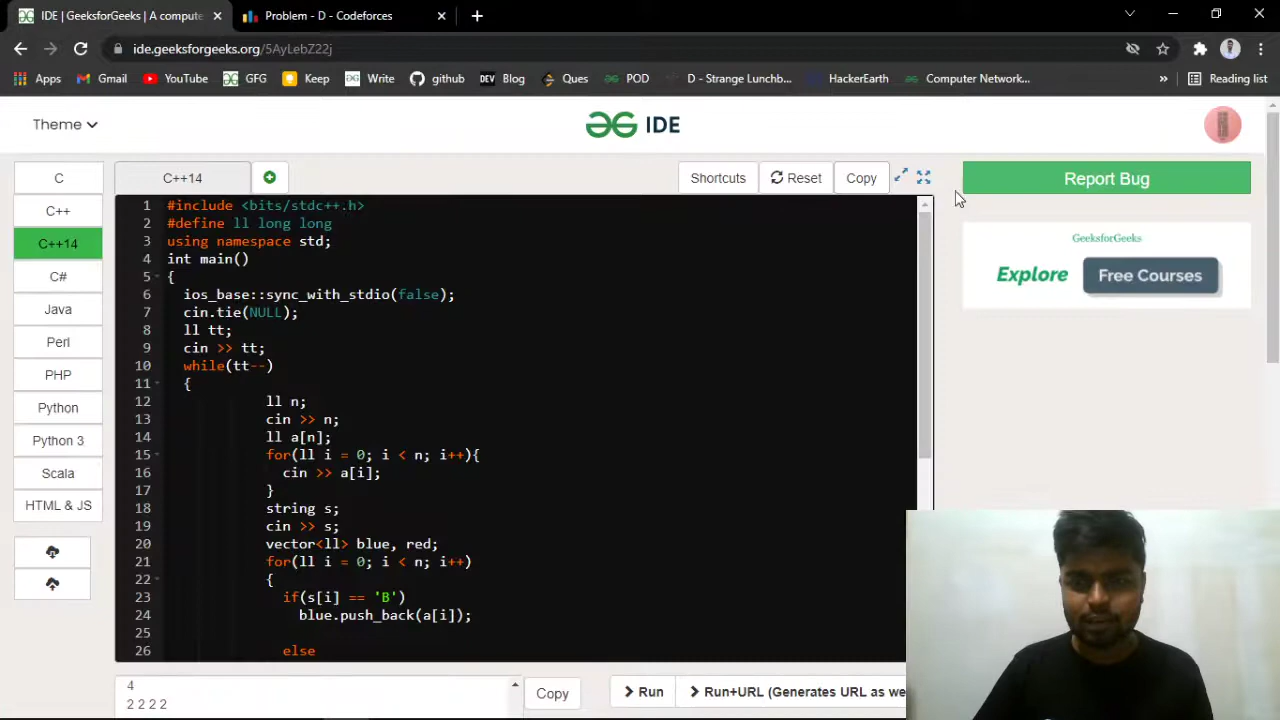 IDE | GeeksforGeeks | A compute
Problem - D - Codeforces
ide.geeksforgeeks.org/5AyLebZ22j
Apps
Gmail
YouTube
GFG
Keep
Write
github
DEV Blog
Ques
POD
D - Strange Lunchb...
HackerEarth
Computer Network...
»
Reading list
Theme
IDE
C
C++
C++14
C#
Java
Perl
PHP
Python
Python 3
Scala
HTML & JS
C++14
Shortcuts
Reset
Copy
Report Bug
GeeksforGeeks
Explore Free Courses
1 #include <bits/stdc++.h>
2 #define ll long long
3 using namespace std;
4 int main()
5 {
6 ios_base::sync_with_stdio(false);
7 cin.tie(NULL);
8 ll tt;
9 cin >> tt;
10 while(tt--)
11 {
12 ll n;
13 cin >> n;
14 ll a[n];
15 for(ll i = 0; i < n; i++){
16 cin >> a[i];
17 }
18 string s;
19 cin >> s;
20 vector<ll> blue, red;
21 for(ll i = 0; i < n; i++)
22 {
23 if(s[i] == 'B')
24 blue.push_back(a[i]);
25
26 else
4
2 2 2 2
Copy
Run
Run+URL (Generates URL as we